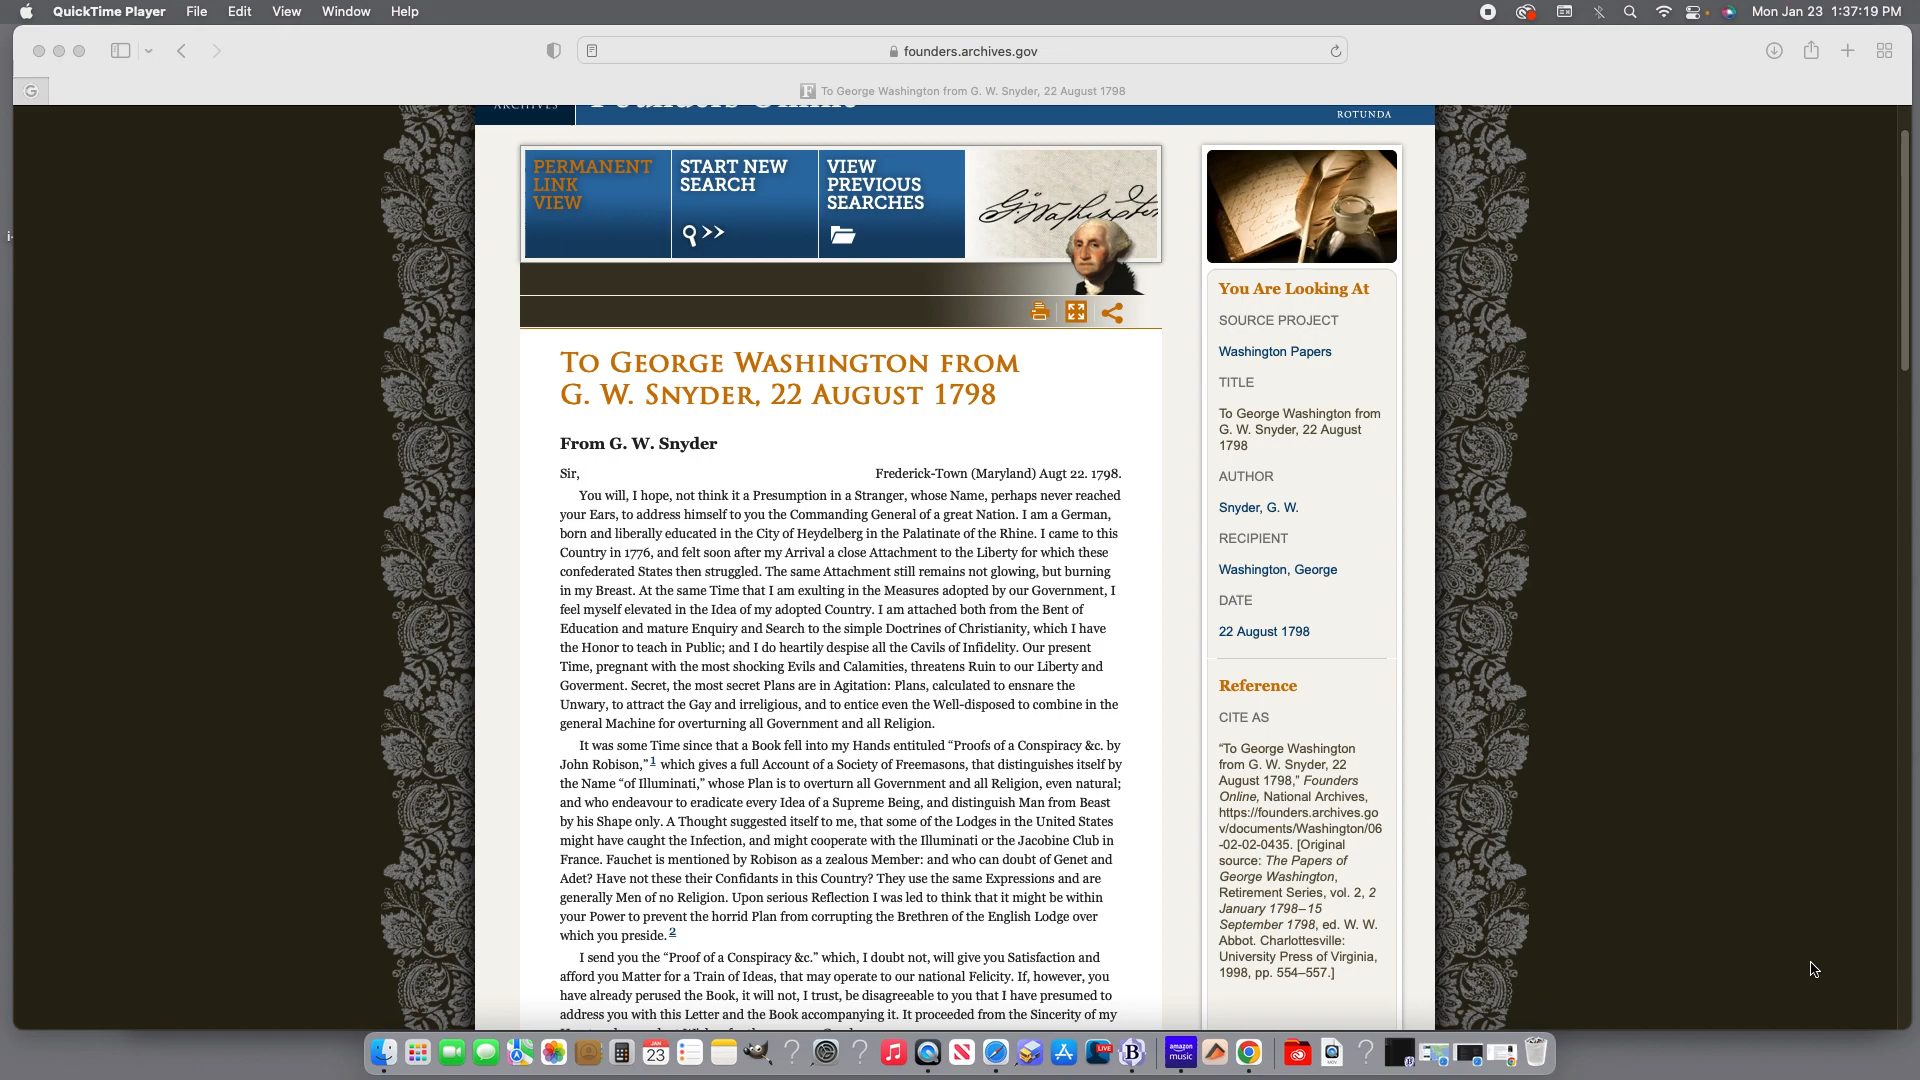 QuickTime Player File Edit View Window Help Mon Jan 23 1:37:19 PM
founders.archives.gov
To George Washington from G. W. Snyder, 22 August 1798
ROTUNDA
PERMANENT LINK VIEW
START NEW SEARCH
VIEW PREVIOUS SEARCHES
To George Washington from
G. W. Snyder, 22 August 1798
From G. W. Snyder
Sir, Frederick-Town (Maryland) Augt 22. 1798.
You will, I hope, not think it a Presumption in a Stranger, whose Name, perhaps never reached
your Ears, to address himself to you the Commanding General of a great Nation. I am a German,
born and liberally educated in the City of Heydelberg in the Palatinate of the Rhine. I came to this
Country in 1776, and felt soon after my Arrival a close Attachment to the Liberty for which these
confederated States then struggled. The same Attachment still remains not glowing, but burning
in my Breast. At the same Time that I am exulting in the Measures adopted by our Government, I
feel myself elevated in the Idea of my adopted Country. I am attached both from the Bent of
Education and mature Enquiry and Search to the simple Doctrines of Christianity, which I have
the Honor to teach in Public; and I do heartily despise all the Cavils of Infidelity. Our present
Time, pregnant with the most shocking Evils and Calamities, threatens Ruin to our Liberty and
Goverment. Secret, the most secret Plans are in Agitation: Plans, calculated to ensnare the
Unwary, to attract the Gay and irreligious, and to entice even the Well-disposed to combine in the
general Machine for overturning all Government and all Religion.
It was some Time since that a Book fell into my Hands entituled “Proofs of a Conspiracy &c. by
John Robison,”1 which gives a full Account of a Society of Freemasons, that distinguishes itself by
the Name “of Illuminati,” whose Plan is to overturn all Government and all Religion, even natural;
and who endeavour to eradicate every Idea of a Supreme Being, and distinguish Man from Beast
by his Shape only. A Thought suggested itself to me, that some of the Lodges in the United States
might have caught the Infection, and might cooperate with the Illuminati or the Jacobine Club in
France. Fauchet is mentioned by Robison as a zealous Member: and who can doubt of Genet and
Adet? Have not these their Confidants in this Country? They use the same Expressions and are
generally Men of no Religion. Upon serious Reflection I was led to think that it might be within
your Power to prevent the horrid Plan from corrupting the Brethren of the English Lodge over
which you preside.2
I send you the “Proof of a Conspiracy &c.” which, I doubt not, will give you Satisfaction and
afford you Matter for a Train of Ideas, that may operate to our national Felicity. If, however, you
have already perused the Book, it will not, I trust, be disagreeable to you that I have presumed to
address you with this Letter and the Book accompanying it. It proceeded from the Sincerity of my
You Are Looking At
SOURCE PROJECT
Washington Papers
TITLE
To George Washington from
G. W. Snyder, 22 August
1798
AUTHOR
Snyder, G. W.
RECIPIENT
Washington, George
DATE
22 August 1798
Reference
CITE AS
“To George Washington
from G. W. Snyder, 22
August 1798,” Founders
Online, National Archives,
https://founders.archives.go
v/documents/Washington/06
-02-02-0435. [Original
source: The Papers of
George Washington,
Retirement Series, vol. 2, 2
January 1798–15
September 1798, ed. W. W.
Abbot. Charlottesville:
University Press of Virginia,
1998, pp. 554–557.]
JAN
23
amazon music
LIVE